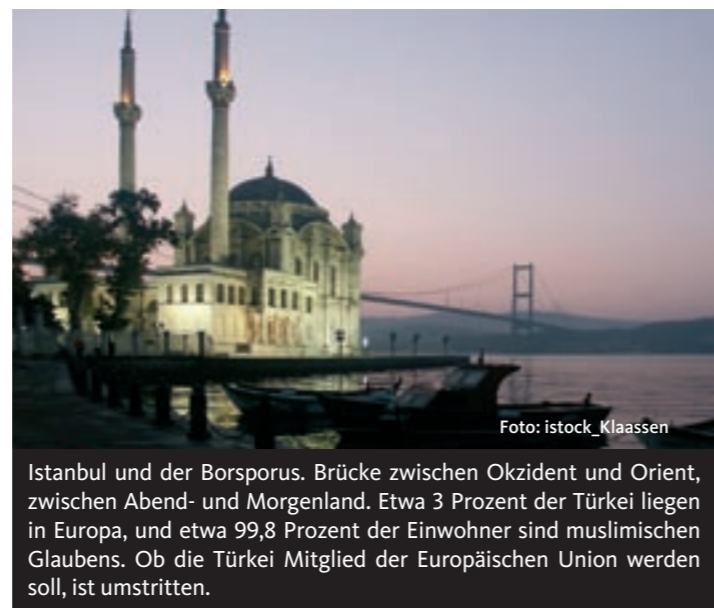 Foto: istock_Klaassen
Istanbul und der Borsporus. Brücke zwischen Okzident und Orient,
zwischen Abend- und Morgenland. Etwa 3 Prozent der Türkei liegen
in Europa, und etwa 99,8 Prozent der Einwohner sind muslimischen
Glaubens. Ob die Türkei Mitglied der Europäischen Union werden
soll, ist umstritten.